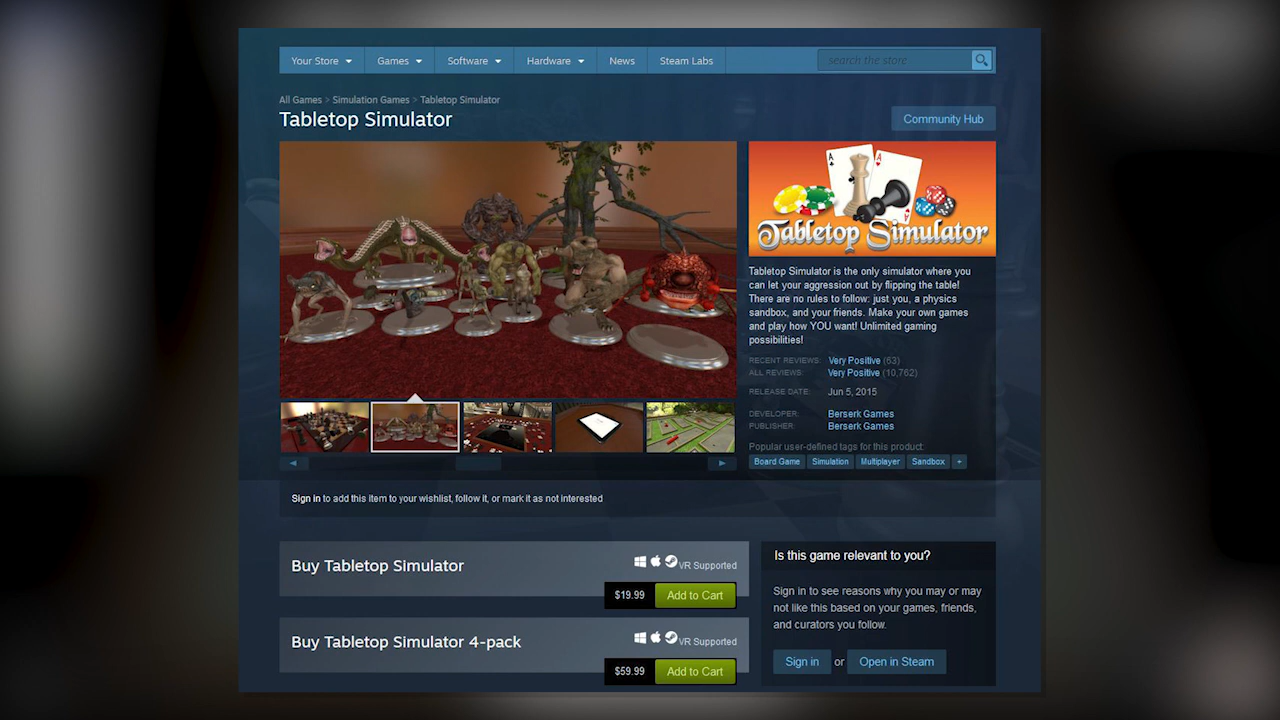 Your Store
Games
Software
Hardware
News
Steam Labs
search the store
All Games > Simulation Games > Tabletop Simulator
Tabletop Simulator
Community Hub
A
A
Tabletop Simulator
Tabletop Simulator is the only simulator where you
can let your aggression out by flipping the table!
There are no rules to follow: just you, a physics
sandbox, and your friends. Make your own games
and play how YOU want! Unlimited gaming
possibilities!
RECENT REVIEWS: Very Positive (63)
ALL REVIEWS: Very Positive (10,762)
RELEASE DATE: Jun 5, 2015
DEVELOPER: Berserk Games
PUBLISHER: Berserk Games
Popular user-defined tags for this product:
Board Game Simulation Multiplayer Sandbox +
Sign in to add this item to your wishlist, follow it, or mark it as not interested
Buy Tabletop Simulator
VR Supported
$19.99 Add to Cart
Buy Tabletop Simulator 4-pack
VR Supported
$59.99 Add to Cart
Is this game relevant to you?
Sign in to see reasons why you may or may
not like this based on your games, friends,
and curators you follow.
Sign in or Open in Steam